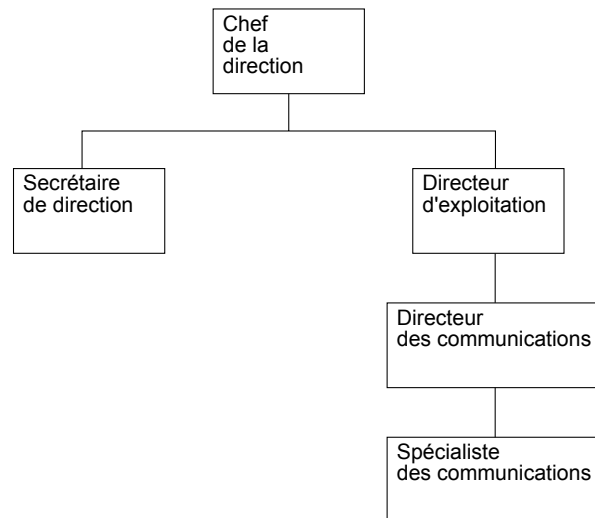 Chef
de la
direction
Secrétaire
de direction
Directeur
d'exploitation
Directeur
des communications
Spécialiste
des communications